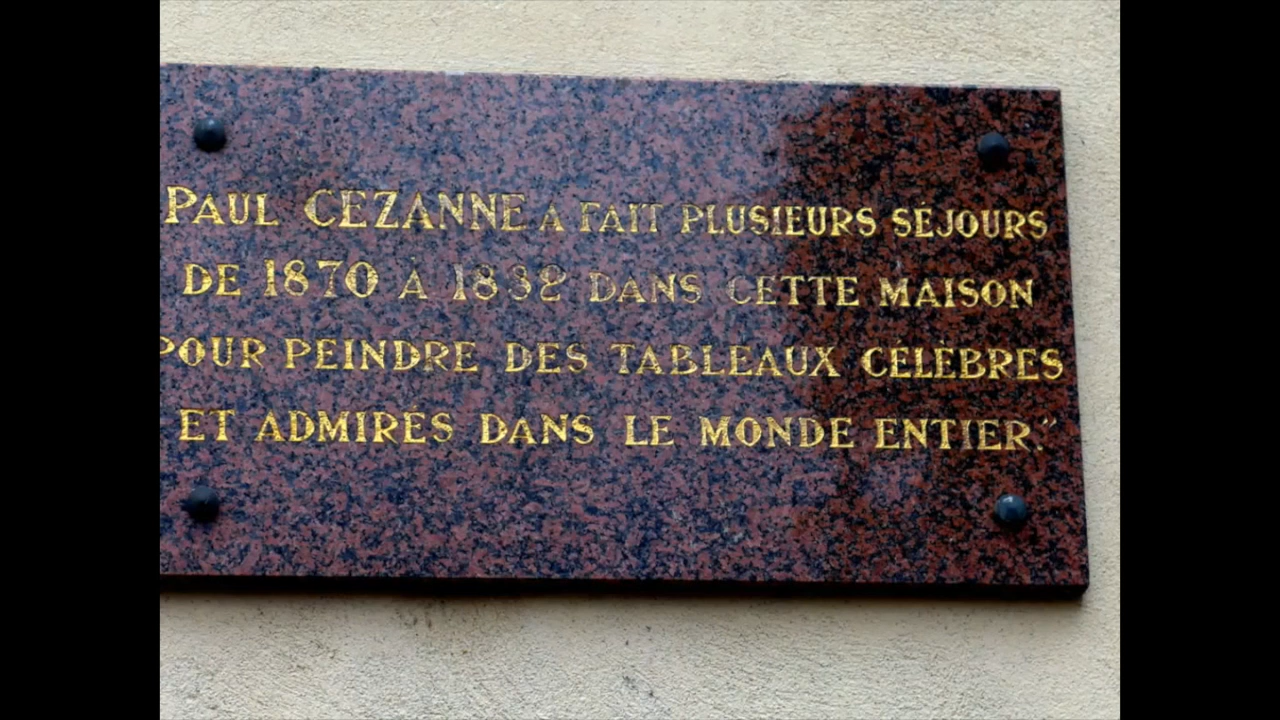 PAUL CEZANNE A FAIT PLUSIEURS SÉJOURS
DE 1870 À 1882 DANS CETTE MAISON
POUR PEINDRE DES TABLEAUX CÉLÈBRES
ET ADMIRÉS DANS LE MONDE ENTIER."